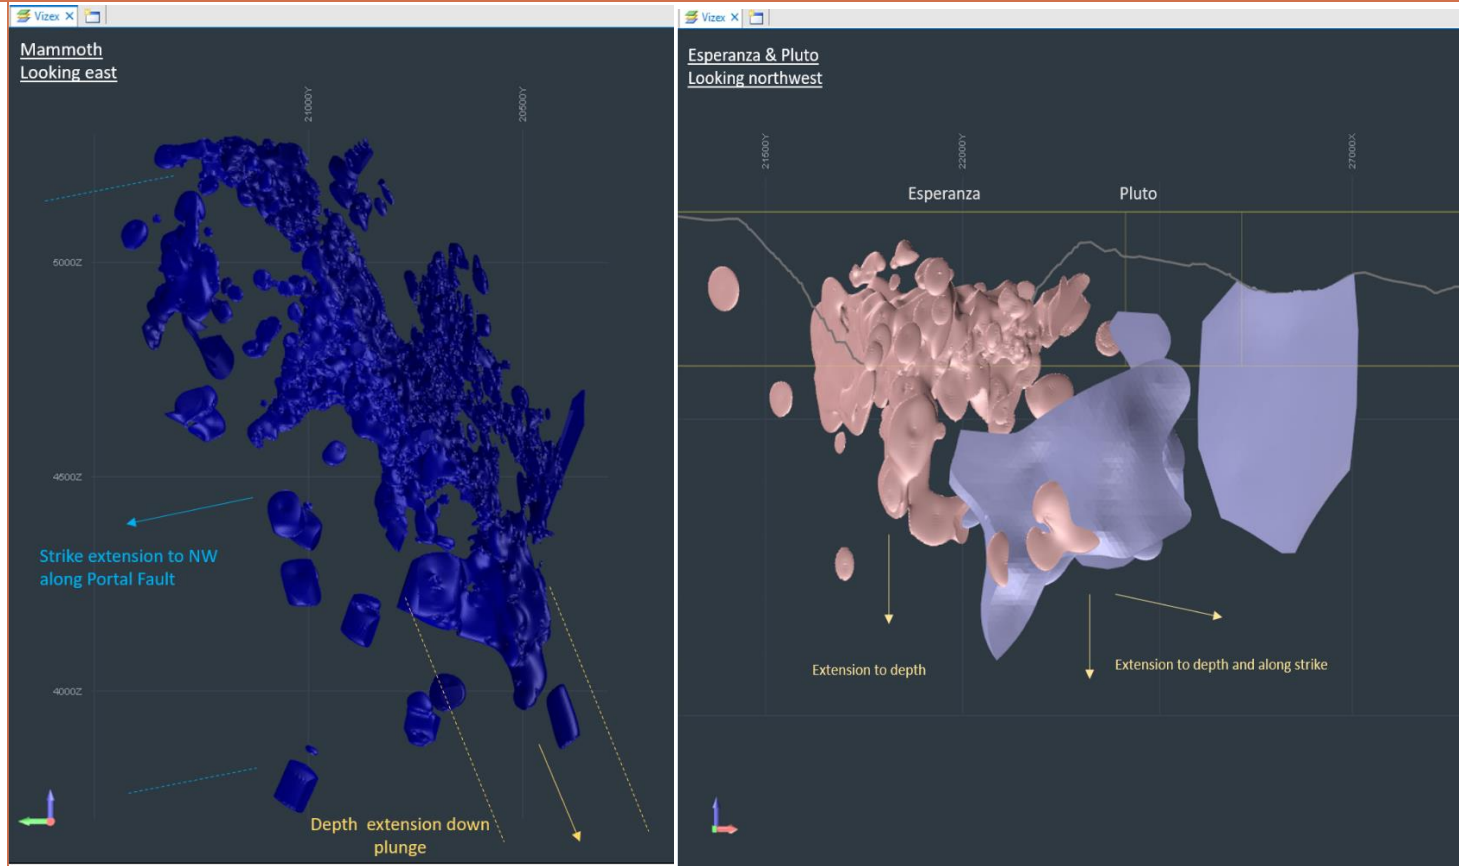 Vizex
Mammoth
Looking east
21000Y
20500Y
5000Z
4500Z
4000Z
Strike extension to NW
along Portal Fault
Depth extension down
plunge
Vizex
Esperanza & Pluto
Looking northwest
21500Y
22000Y
27000X
Esperanza
Pluto
Extension to depth
Extension to depth and along strike